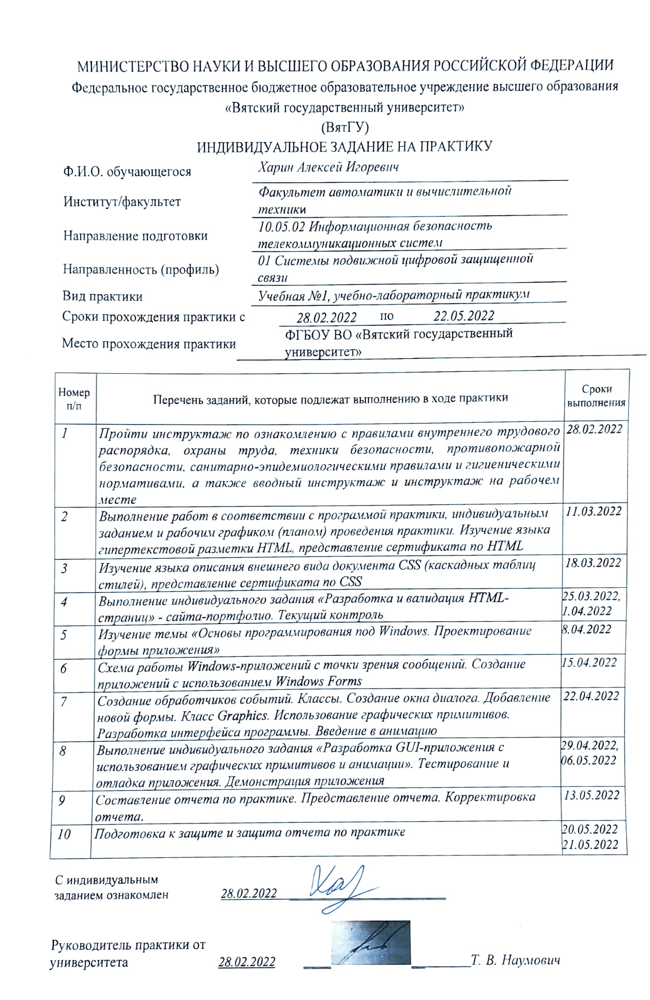 МИНИСТЕРСТВО НАУКИ И ВЫСШЕГО ОБРАЗОВАНИЯ РОССИЙСКОЙ ФЕДЕРАЦИИ
Федеральное государственное бюджетное образовательное учреждение высшего образования
«Вятский государственный университет»
(ВятГУ)
ИНДИВИДУАЛЬНОЕ ЗАДАНИЕ НА ПРАКТИКУ
Ф.И.О. обучающегося Харин Алексей Игоревич
Институт/факультет Факультет автоматики и вычислительной
техники
Направление подготовки 10.05.02 Информационная безопасность
телекоммуникационных систем
Направленность (профиль) 01 Системы подвижной цифровой защищенной
связи
Вид практики Учебная №1, учебно-лабораторный практикум
Сроки прохождения практики с 28.02.2022 по 22.05.2022
Место прохождения практики ФГБОУ ВО «Вятский государственный
университет»
Номер
п/п
Перечень заданий, которые подлежат выполнению в ходе практики
Сроки
выполнения
1 Пройти инструктаж по ознакомлению с правилами внутреннего трудового 28.02.2022
распорядка, охраны труда, техники безопасности, противопожарной
безопасности, санитарно-эпидемиологическими правилами и гигиеническими
нормативами, а также вводный инструктаж и инструктаж на рабочем
месте
2 Выполнение работ в соответствии с программой практики, индивидуальным 11.03.2022
заданием и рабочим графиком (планом) проведения практики. Изучение языка
гипертекстовой разметки HTML, представление сертификата по HTML
3 Изучение языка описания внешнего вида документа CSS (каскадных таблиц 18.03.2022
стилей), представление сертификата по CSS
4 Выполнение индивидуального задания «Разработка и валидация HTML- 25.03.2022,
страниц» - сайта-портфолио. Текущий контроль 1.04.2022
5 Изучение темы «Основы программирования под Windows. Проектирование 8.04.2022
формы приложения»
6 Схема работы Windows-приложений с точки зрения сообщений. Создание 15.04.2022
приложений с использованием Windows Forms
7 Создание обработчиков событий. Классы. Создание окна диалога. Добавление 22.04.2022
новой формы. Класс Graphics. Использование графических примитивов.
Разработка интерфейса программы. Введение в анимацию
8 Выполнение индивидуального задания «Разработка GUI-приложения с 29.04.2022,
использованием графических примитивов и анимации». Тестирование и 06.05.2022
отладка приложения. Демонстрация приложения
9 Составление отчета по практике. Представление отчета. Корректировка 13.05.2022
отчета.
10 Подготовка к защите и защита отчета по практике 20.05.2022
21.05.2022
С индивидуальным
заданием ознакомлен 28.02.2022
Руководитель практики от
университета 28.02.2022 Т. В. Наумович